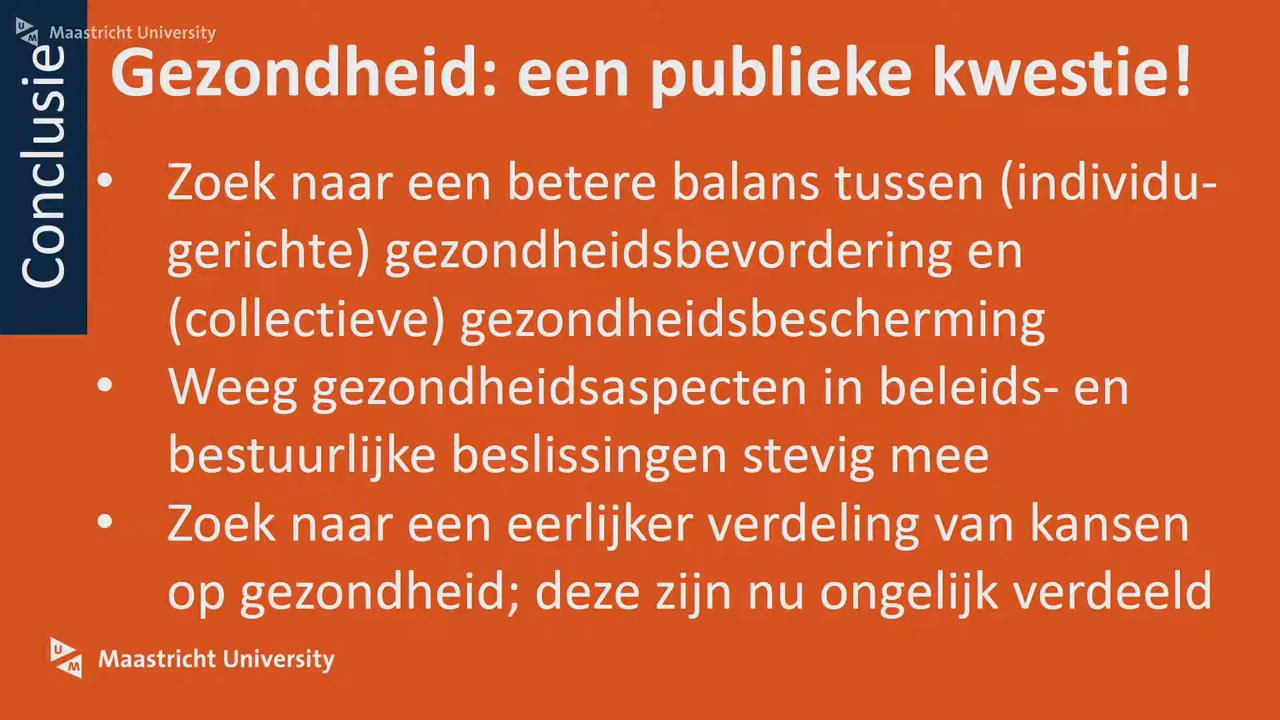 Maastricht University
Conclusie
Gezondheid: een publieke kwestie!
• Zoek naar een betere balans tussen (individu-
gerichte) gezondheidsbevordering en
(collectieve) gezondheidsbescherming
• Weeg gezondheidsaspecten in beleids- en
bestuurlijke beslissingen stevig mee
• Zoek naar een eerlijker verdeling van kansen
op gezondheid; deze zijn nu ongelijk verdeeld
UM Maastricht University